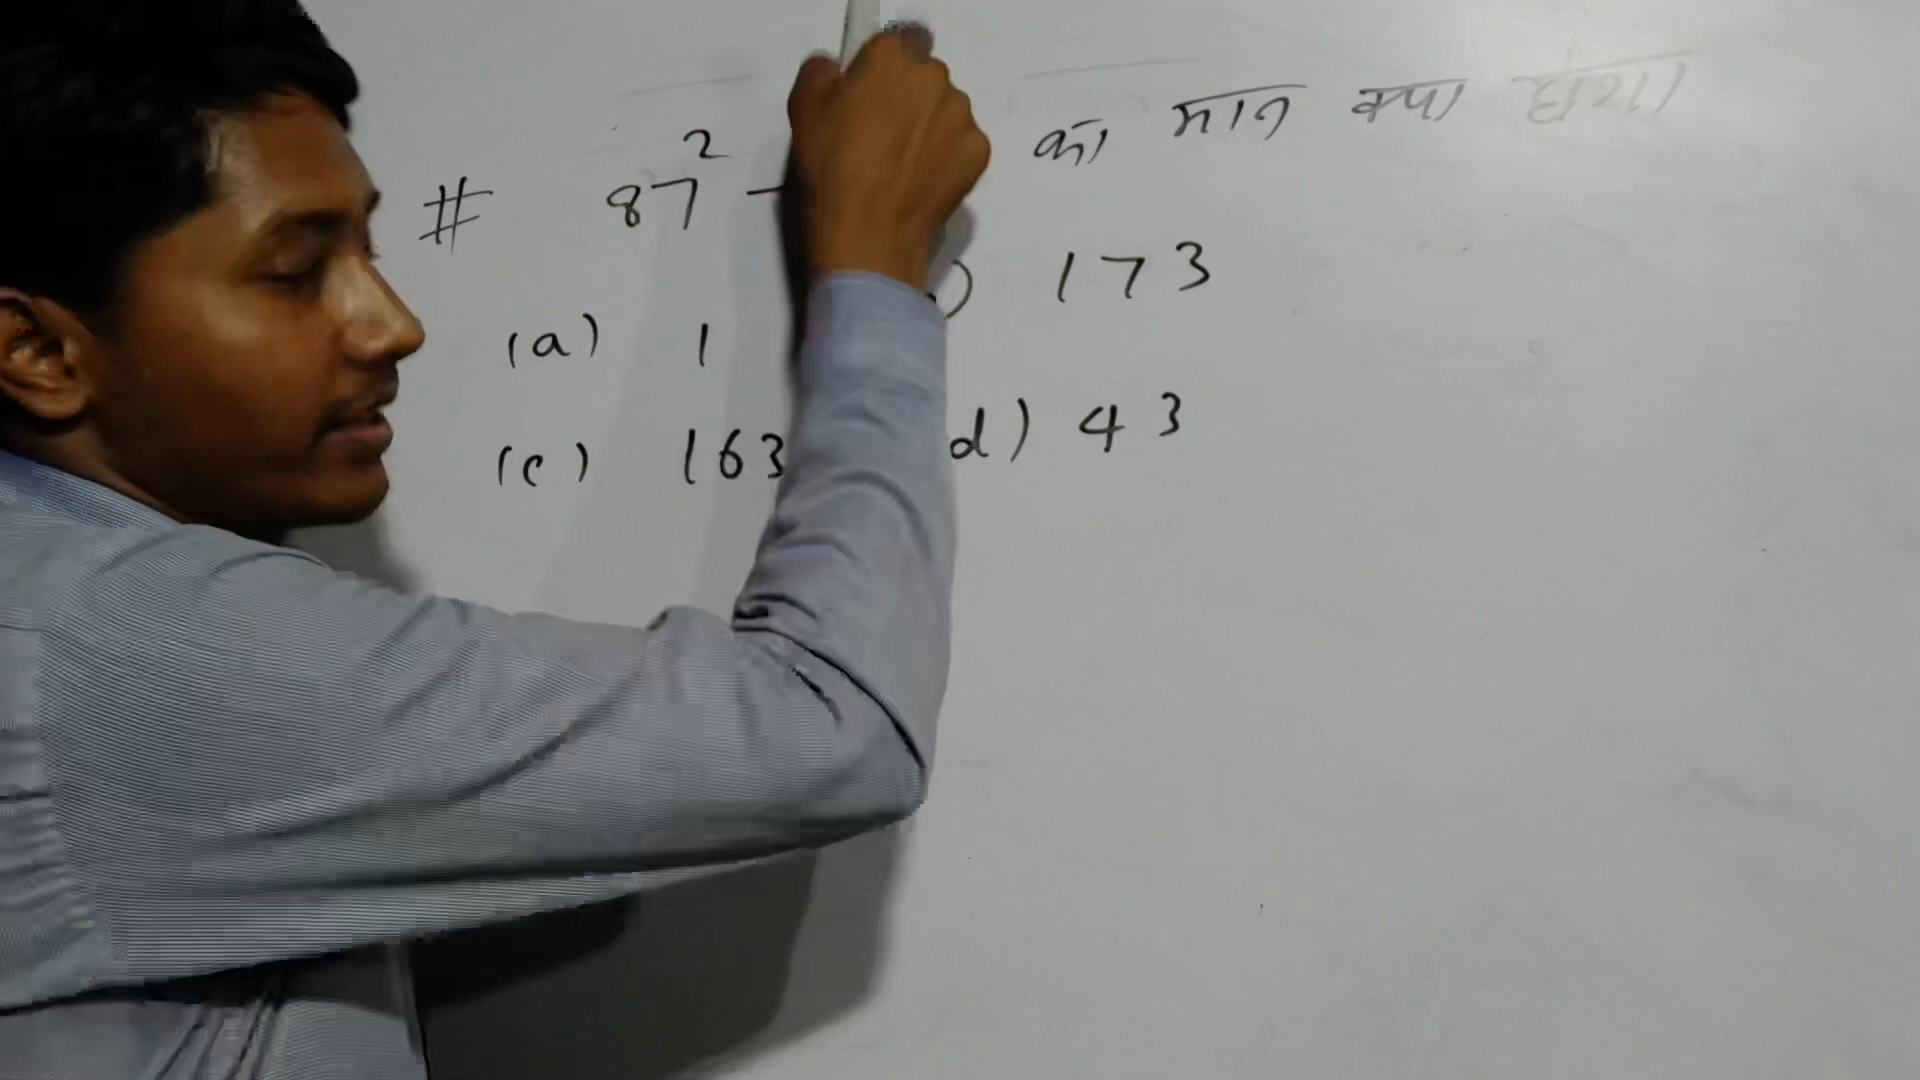 # 87² - का मान क्या होगा
(a) 1 ) 173
(c) 163 d) 43